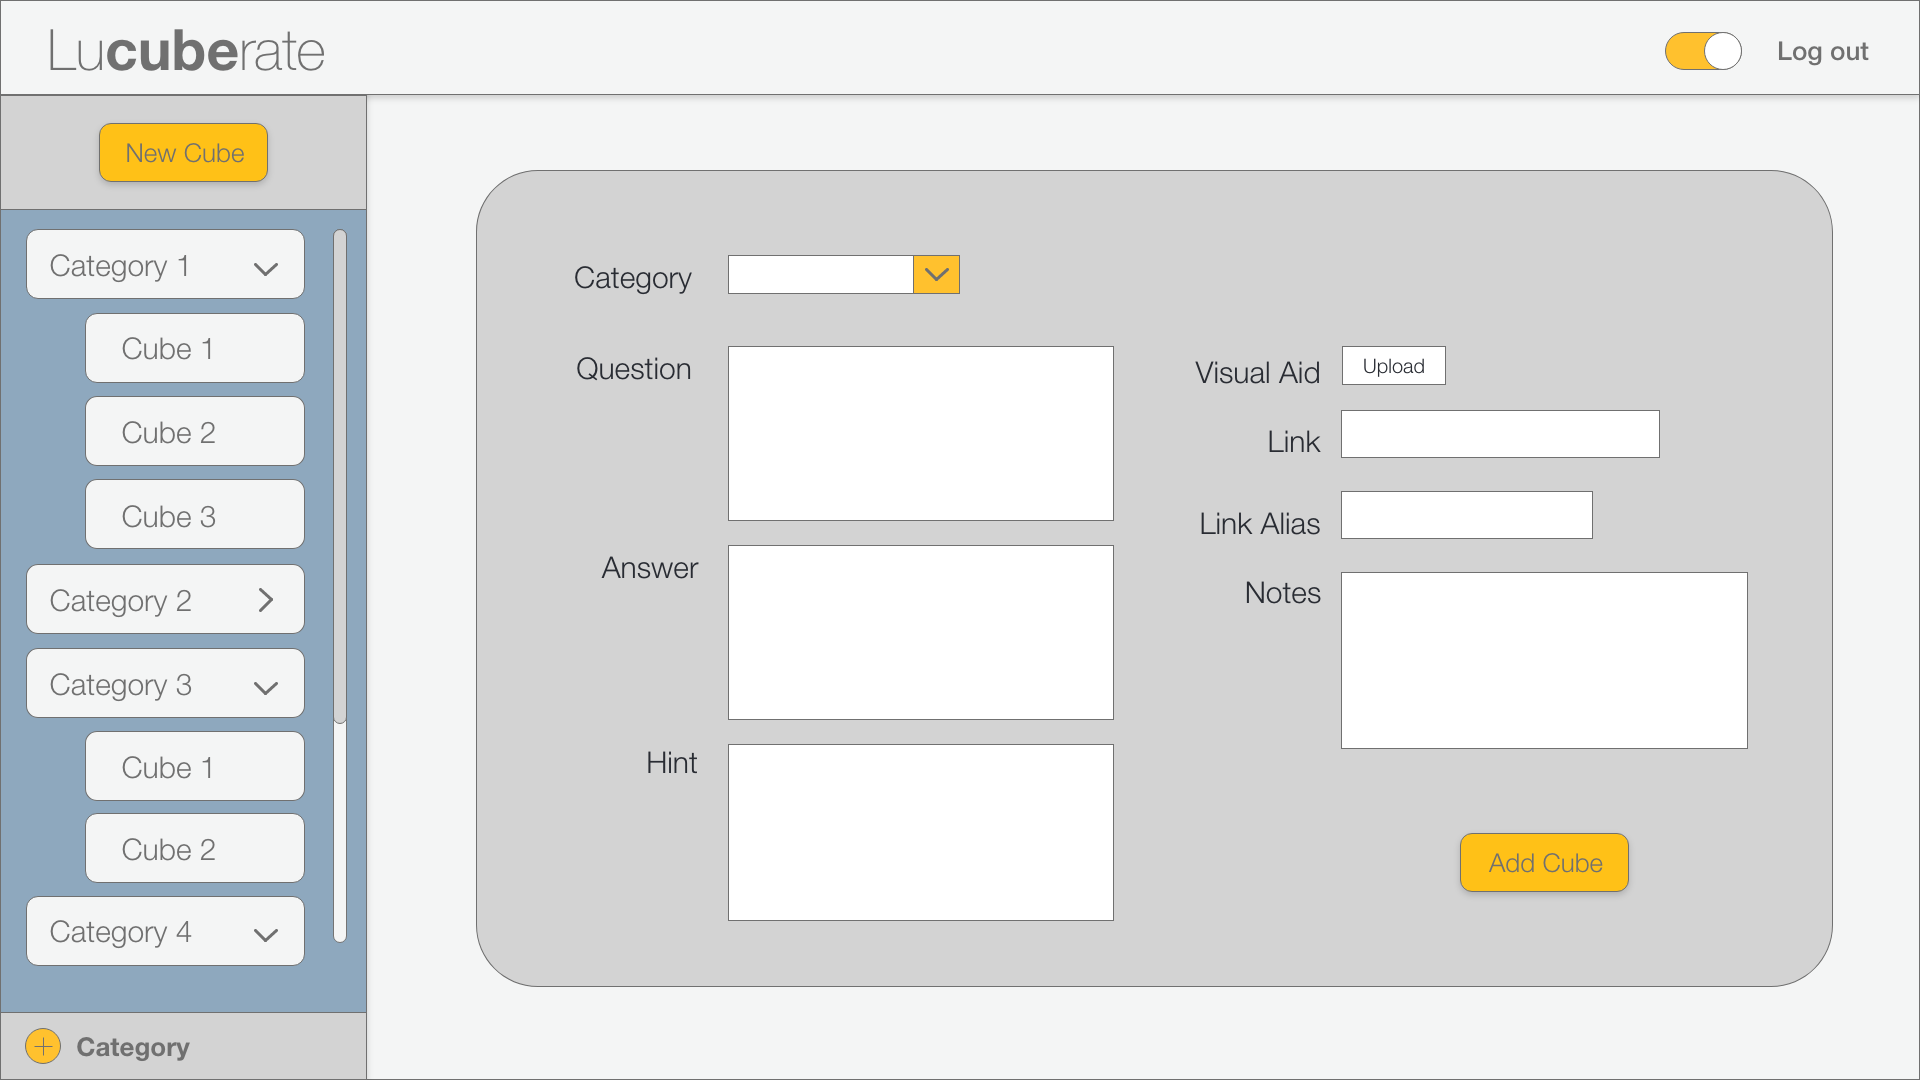 Lucuberate
Log out
New Cube
Category 1
Cube 1
Cube 2
Cube 3
Category 2
Category 3
Cube 1
Cube 2
Category 4
Category
Category
Question
Answer
Hint
Visual Aid
Upload
Link
Link Alias
Notes
Add Cube